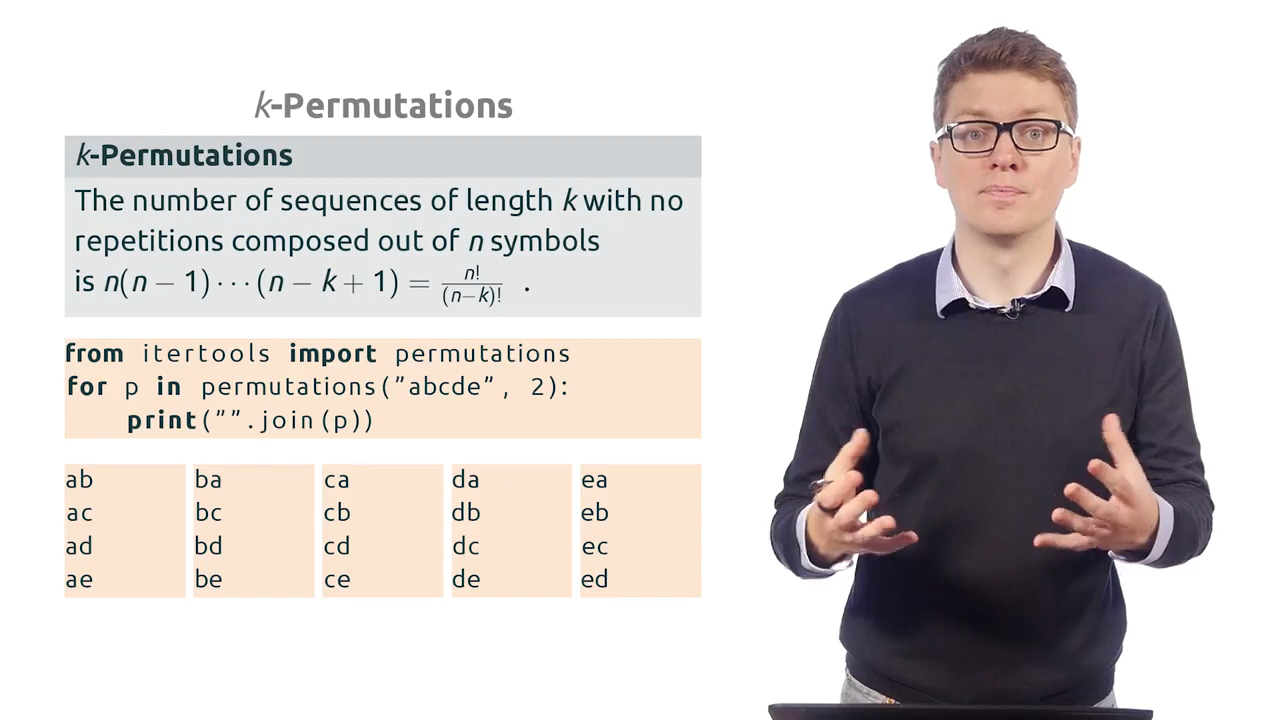 k-Permutations
k-Permutations
The number of sequences of length k with no
repetitions composed out of n symbols
is n(n − 1) ⋯ (n − k + 1) = n!/(n−k)! .
from itertools import permutations
for p in permutations(”abcde”, 2):
    print(””.join(p))
ab ba ca da ea
ac bc cb db eb
ad bd cd dc ec
ae be ce de ed